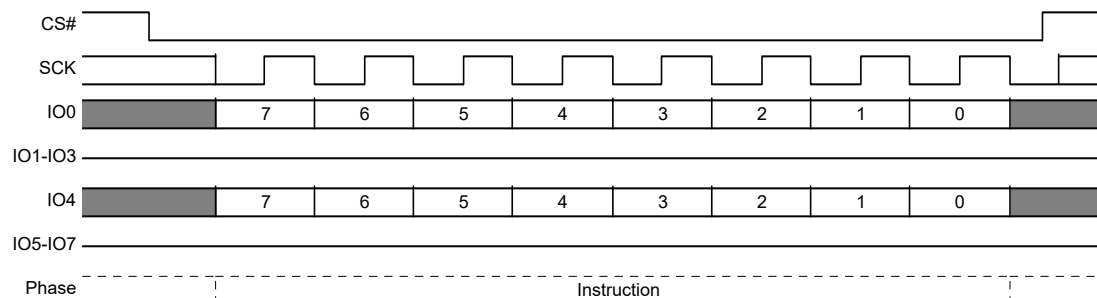 CS#
SCK
IO0 7 6 5 4 3 2 1 0
IO1-IO3
IO4 7 6 5 4 3 2 1 0
IO5-IO7
Phase Instruction